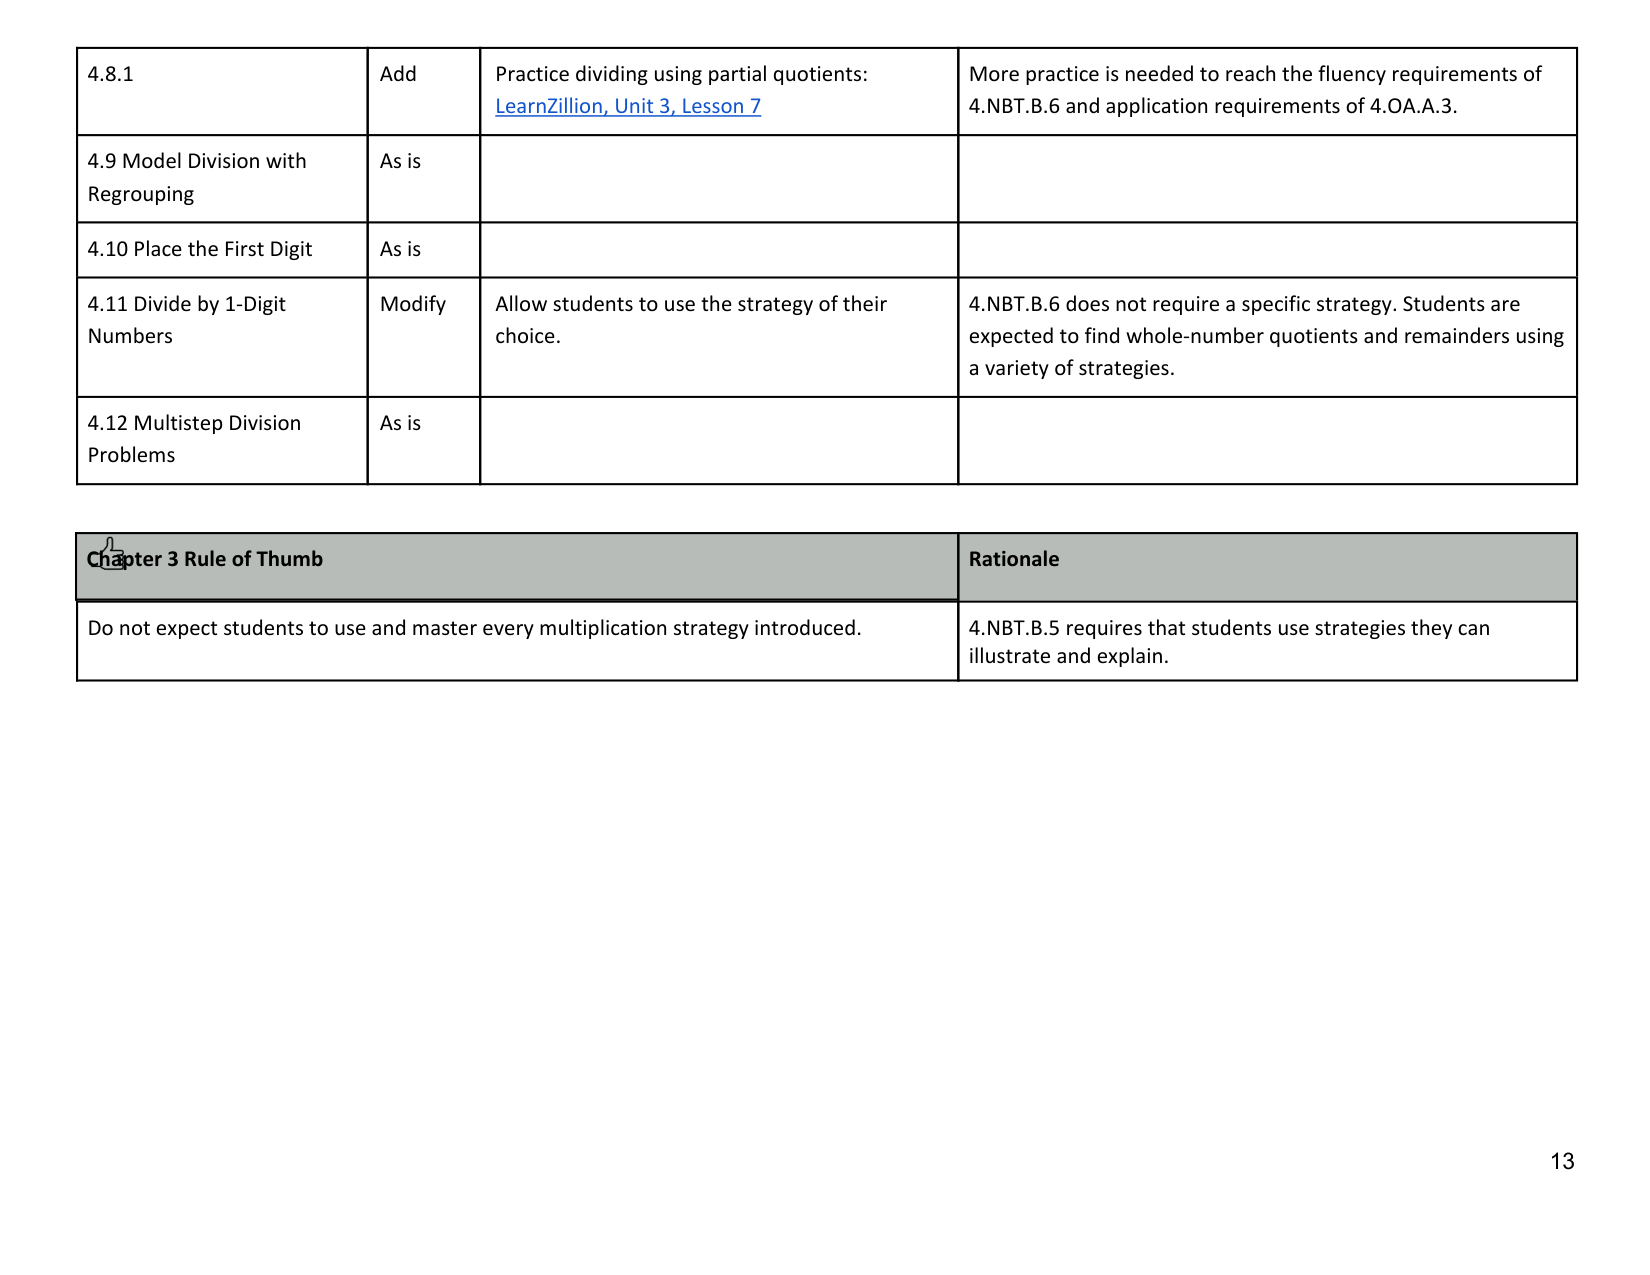 4.8.1
Add
Practice dividing using partial quotients:
LearnZillion, Unit 3, Lesson 7
More practice is needed to reach the fluency requirements of
4.NBT.B.6 and application requirements of 4.OA.A.3.
4.9 Model Division with
Regrouping
As is
4.10 Place the First Digit
As is
4.11 Divide by 1-Digit
Numbers
Modify
Allow students to use the strategy of their
choice.
4.NBT.B.6 does not require a specific strategy. Students are
expected to find whole-number quotients and remainders using
a variety of strategies.
4.12 Multistep Division
Problems
As is
Chapter 3 Rule of Thumb
Rationale
Do not expect students to use and master every multiplication strategy introduced.
4.NBT.B.5 requires that students use strategies they can
illustrate and explain.
13